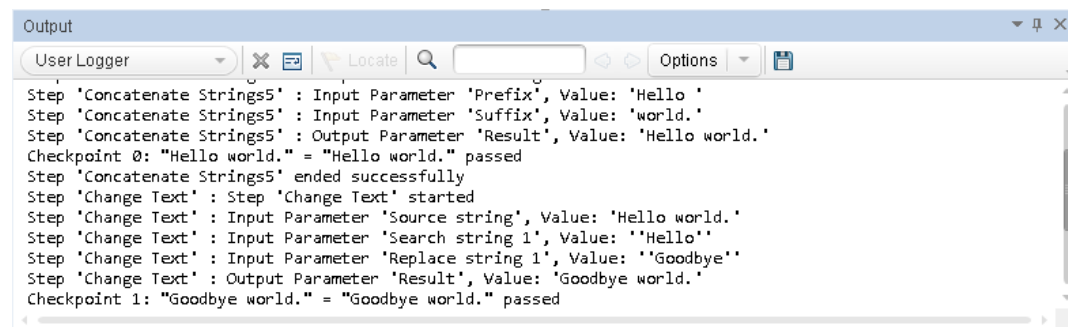 Output
User Logger
Locate
Options
Step 'Concatenate Strings5' : Input Parameter 'Prefix', Value: 'Hello '
Step 'Concatenate Strings5' : Input Parameter 'Suffix', Value: 'world.'
Step 'Concatenate Strings5' : Output Parameter 'Result', Value: 'Hello world.'
Checkpoint 0: "Hello world." = "Hello world." passed
Step 'Concatenate Strings5' ended successfully
Step 'Change Text' : Step 'Change Text' started
Step 'Change Text' : Input Parameter 'Source string', Value: 'Hello world.'
Step 'Change Text' : Input Parameter 'Search string 1', Value: ''Hello''
Step 'Change Text' : Input Parameter 'Replace string 1', Value: ''Goodbye''
Step 'Change Text' : Output Parameter 'Result', Value: 'Goodbye world.'
Checkpoint 1: "Goodbye world." = "Goodbye world." passed